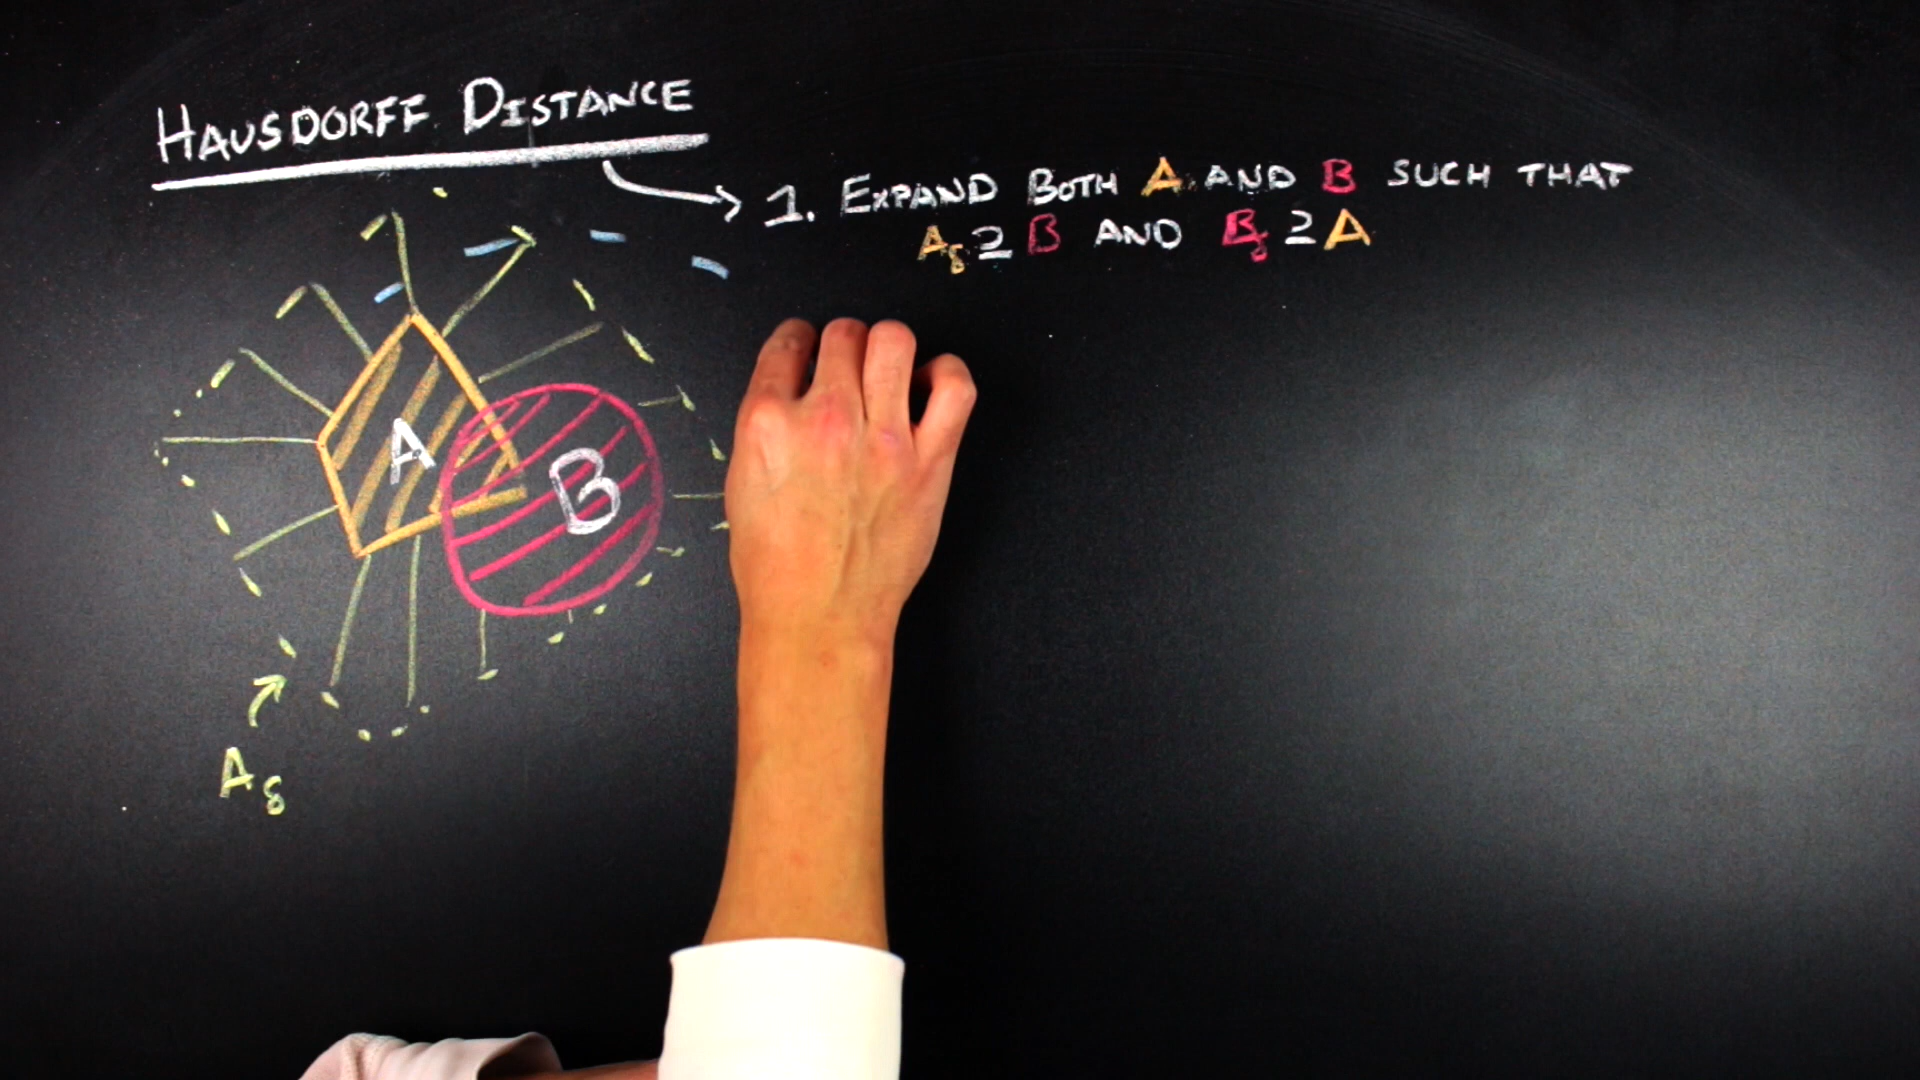 HAUSDORFF DISTANCE
1. EXPAND BOTH A AND B SUCH THAT
Aδ ⊇ B AND Bδ ⊇ A
A
B
Aδ